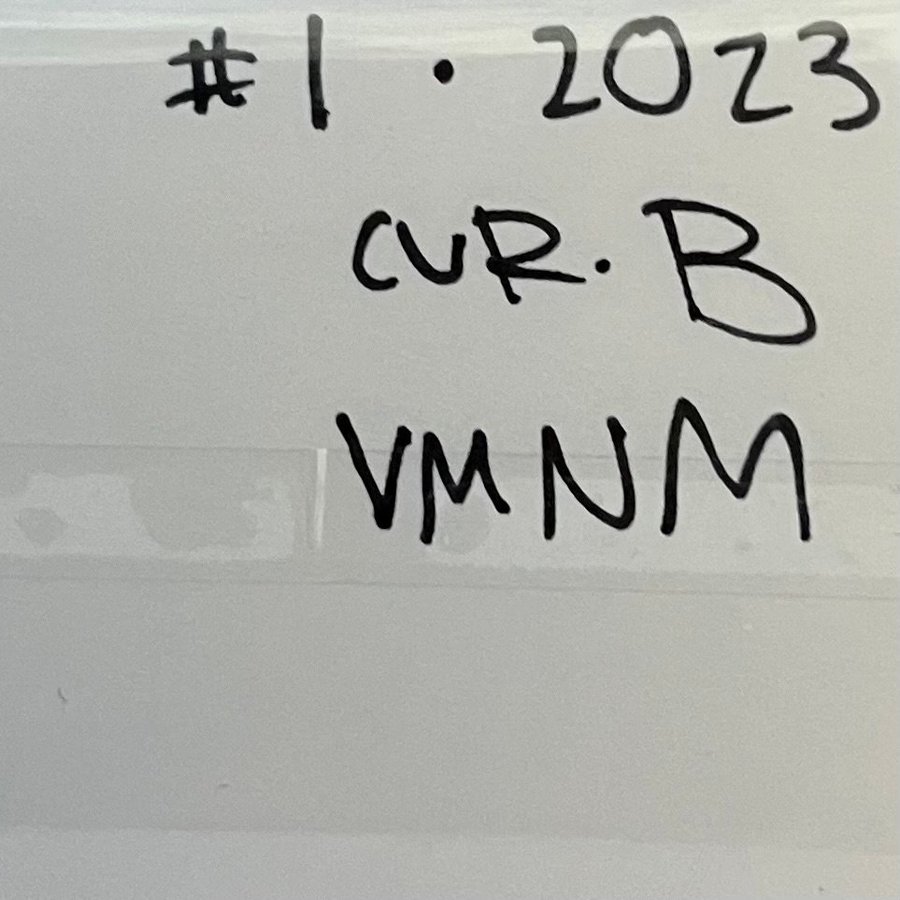 #1 · 2023
CUR. B
VMNM